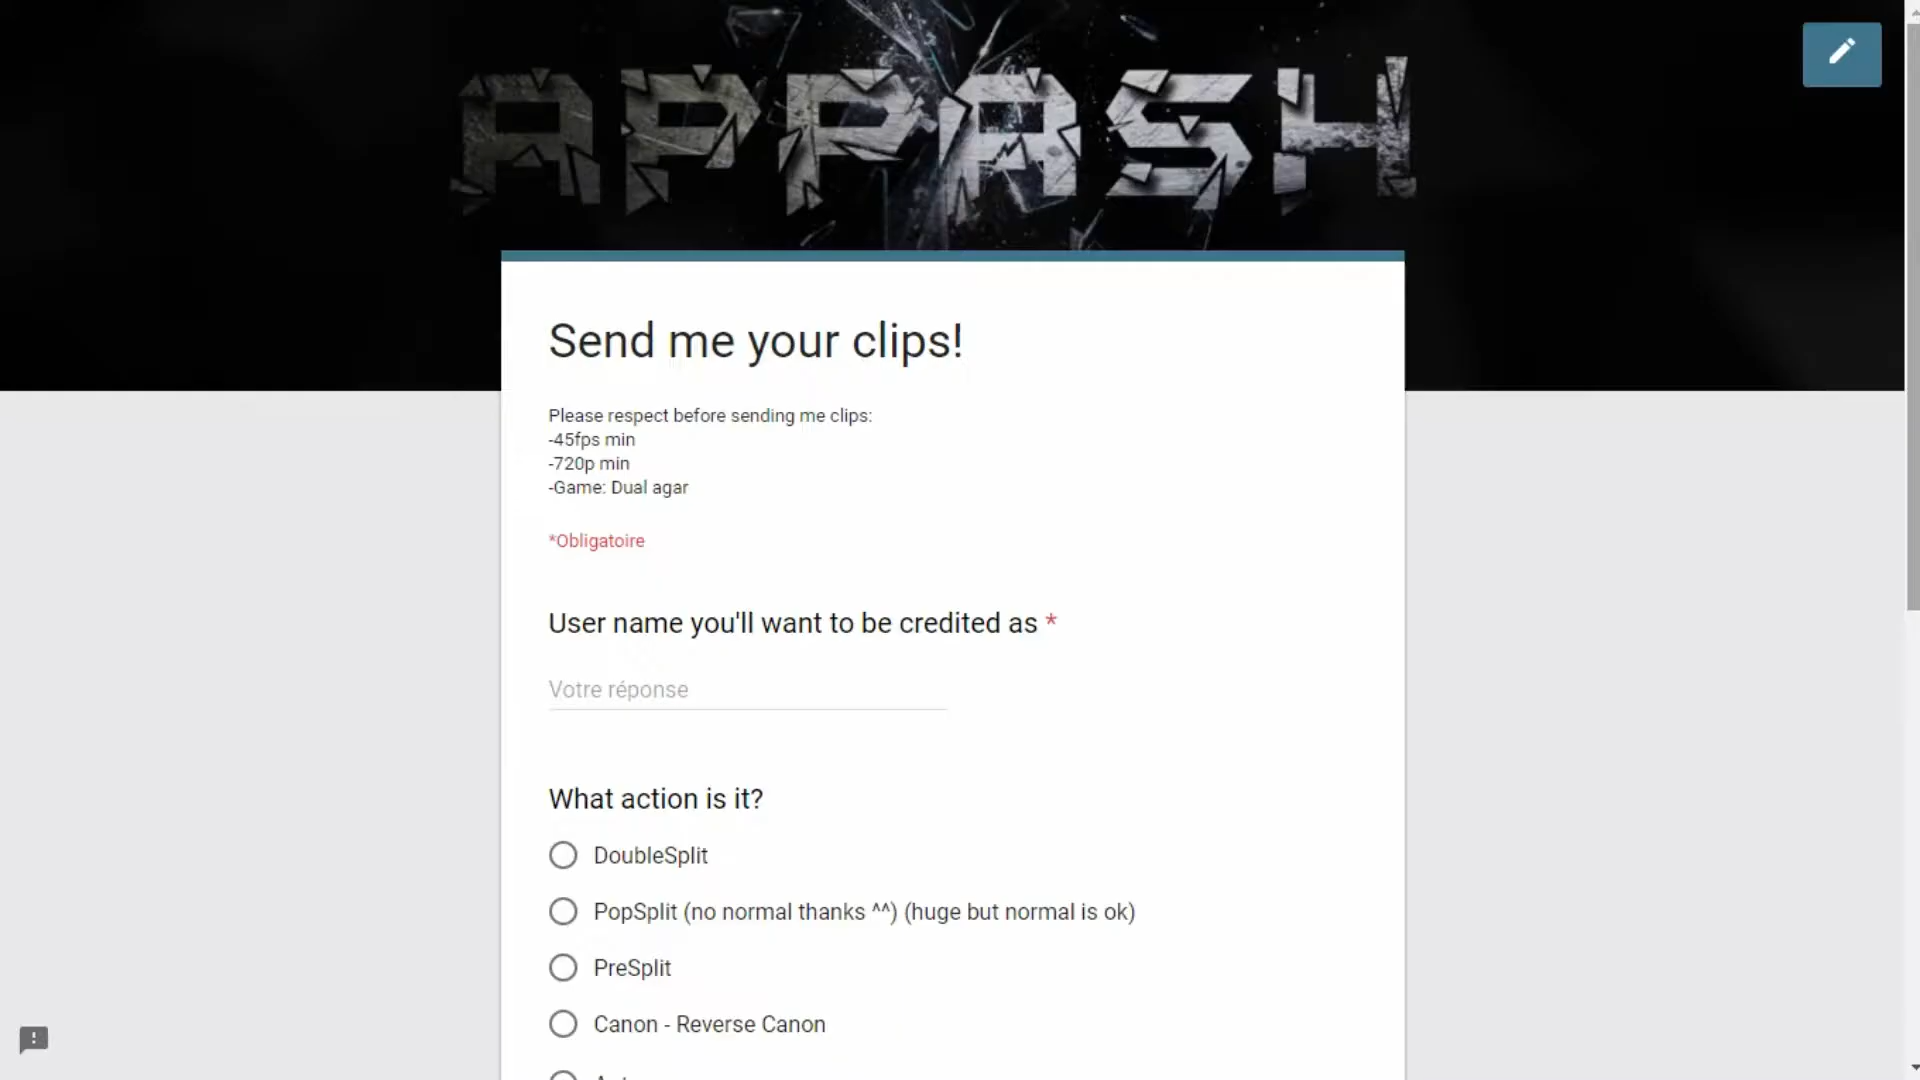 APPASH
Send me your clips!
Please respect before sending me clips:
-45fps min
-720p min
-Game: Dual agar
*Obligatoire
User name you'll want to be credited as *
Votre réponse
What action is it?
DoubleSplit
PopSplit (no normal thanks ^^) (huge but normal is ok)
PreSplit
Canon - Reverse Canon